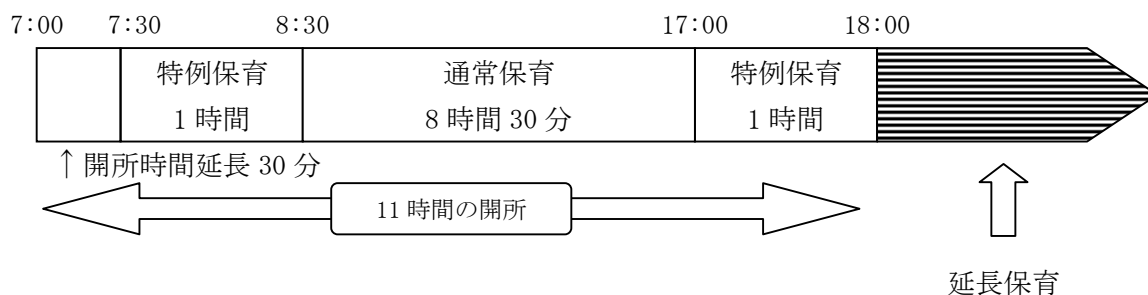 7:00 7:30 8:30 17:00 18:00
特例保育 通常保育 特例保育
1時間 8時間30分 1時間
↑開所時間延長30分
11時間の開所
延長保育